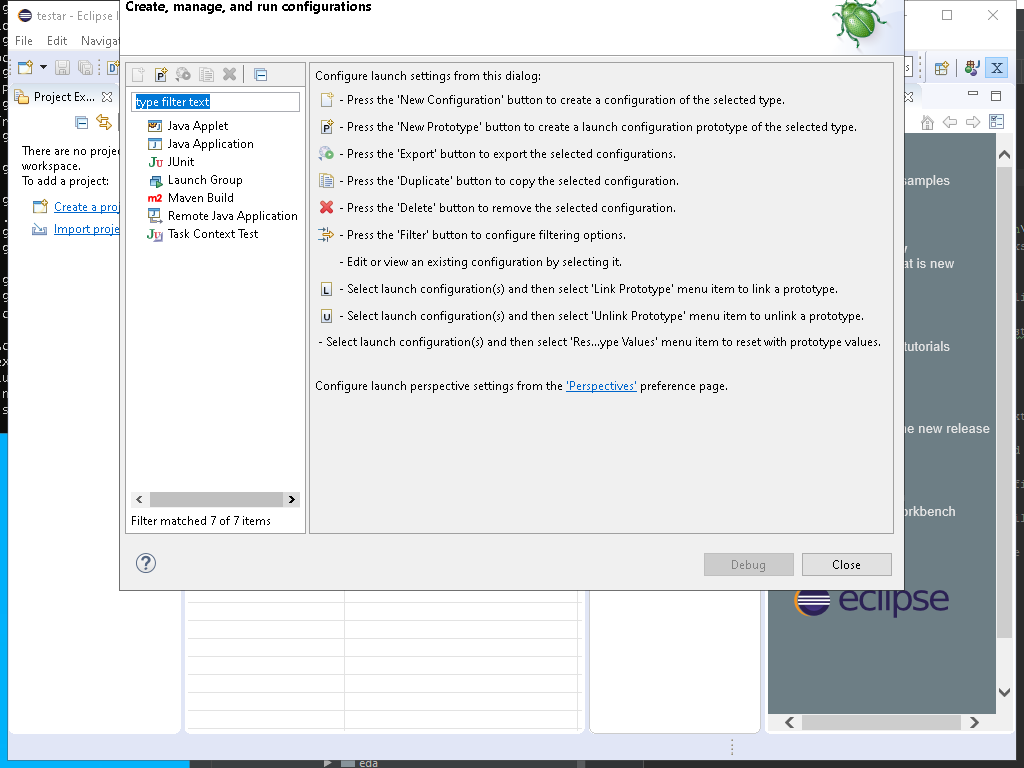 Create, manage, and run configurations
testar - Eclipse
File Edit Naviga
Project Ex...
There are no proje
workspace.
To add a project:
Create a proj
Import proje
type filter text
Java Applet
Java Application
JUnit
Launch Group
Maven Build
Remote Java Application
Task Context Test
Filter matched 7 of 7 items
Configure launch settings from this dialog:
- Press the 'New Configuration' button to create a configuration of the selected type.
- Press the 'New Prototype' button to create a launch configuration prototype of the selected type.
- Press the 'Export' button to export the selected configurations.
- Press the 'Duplicate' button to copy the selected configuration.
- Press the 'Delete' button to remove the selected configuration.
- Press the 'Filter' button to configure filtering options.
- Edit or view an existing configuration by selecting it.
- Select launch configuration(s) and then select 'Link Prototype' menu item to link a prototype.
- Select launch configuration(s) and then select 'Unlink Prototype' menu item to unlink a prototype.
- Select launch configuration(s) and then select 'Res...ype Values' menu item to reset with prototype values.
Configure launch perspective settings from the 'Perspectives' preference page.
Debug
Close
samples
at is new
tutorials
he new release
orkbench
eclipse
eda